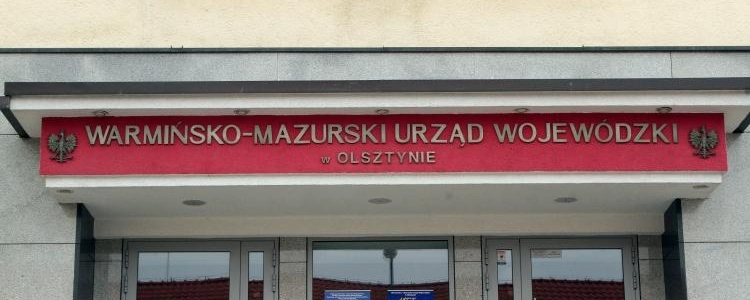 WARMIŃSKO-MAZURSKI URZĄD WOJEWÓDZKI
w OLSZTYNIE